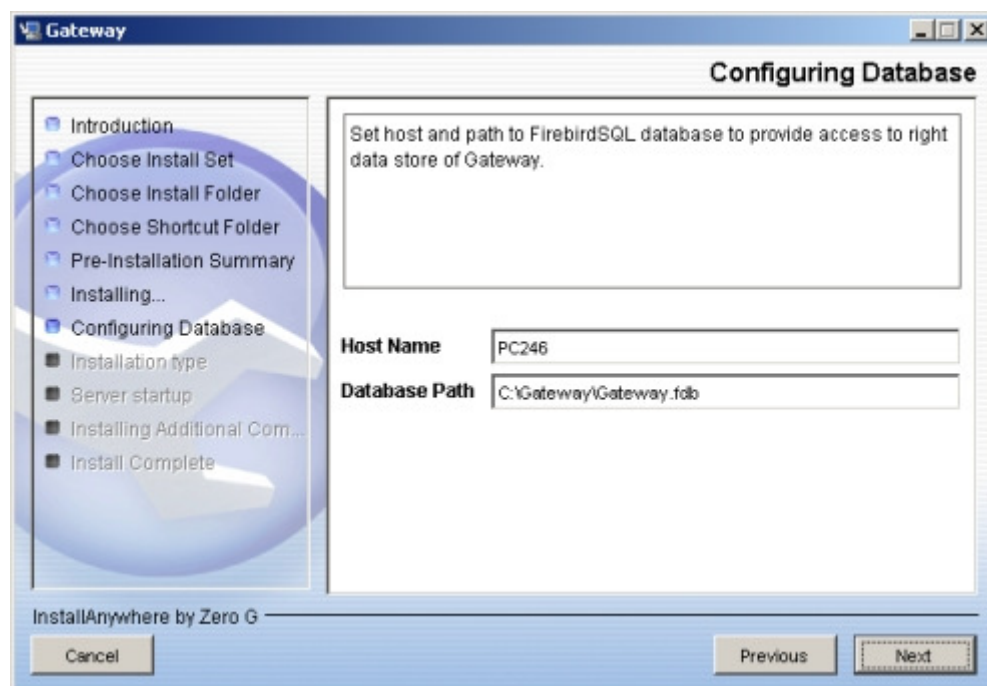 Gateway
Configuring Database
Introduction
Choose Install Set
Choose Install Folder
Choose Shortcut Folder
Pre-Installation Summary
Installing...
Configuring Database
Installation type
Server startup
Installing Additional Com...
Install Complete
Set host and path to FirebirdSQL database to provide access to right
data store of Gateway.
Host Name PC246
Database Path C:\Gateway\Gateway.fdb
InstallAnywhere by Zero G
Cancel Previous Next